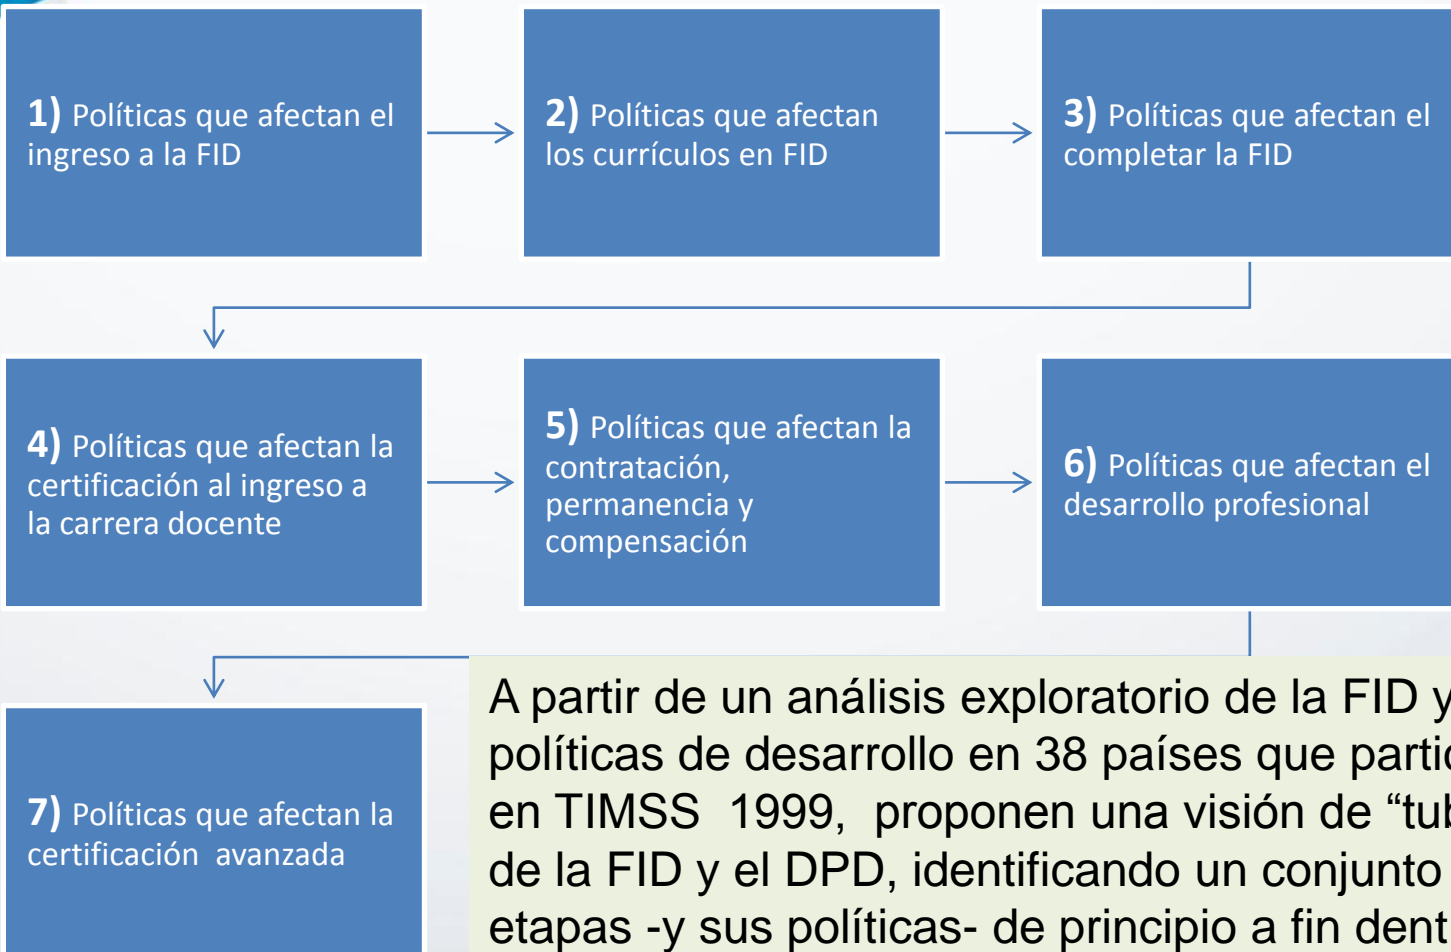 1) Políticas que afectan el
ingreso a la FID
2) Políticas que afectan
los currículos en FID
3) Políticas que afectan el
completar la FID
4) Políticas que afectan la
certificación al ingreso a
la carrera docente
5) Políticas que afectan la
contratación,
permanencia y
compensación
6) Políticas que afectan el
desarrollo profesional
7) Políticas que afectan la
certificación avanzada
A partir de un análisis exploratorio de la FID y
políticas de desarrollo en 38 países que
en TIMSS 1999, proponen una visión de
de la FID y el DPD, identificando un conjunto
etapas -y sus políticas- de principio a fin